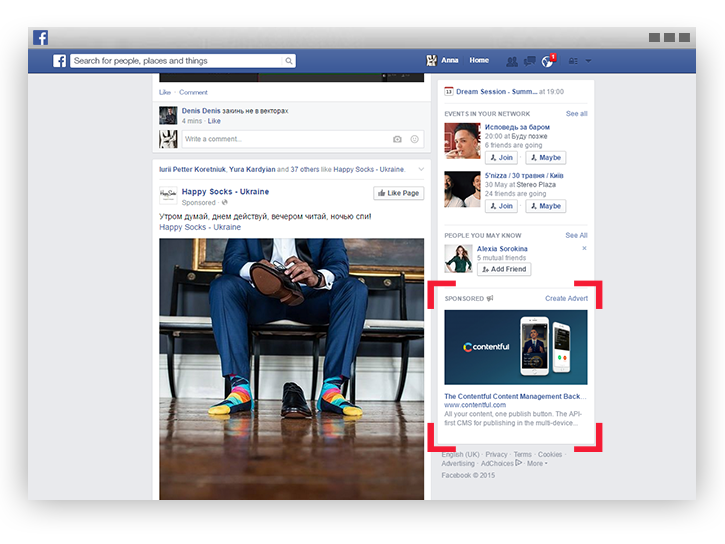 Search for people, places and things
Anna
Home
1
Like · Comment
Denis Denis закинь не в векторах
4 mins · Like
Write a comment...
Iurii Petter Koretniuk, Yura Kardyian and 37 others like Happy Socks - Ukraine.
Happy Socks - Ukraine
Sponsored ·
Like Page
Утром думай, днем действуй, вечером читай, ночью спи!
Happy Socks - Ukraine
13 Dream Session - Summ... at 19:00
EVENTS IN YOUR NETWORK
See all
Исповедь за баром
20:00 at Буду позже
6 friends are going
Join · Maybe
5'nizza / 30 травня / Київ
30 May at Stereo Plaza
24 friends are going
Join · Maybe
PEOPLE YOU MAY KNOW
See All
Alexia Sorokina
5 mutual friends
Add Friend
SPONSORED
Create Advert
contentful
The Contentful Content Management Back...
www.contentful.com
All your content, one publish button. The API-
first CMS for publishing in the multi-device...
English (UK) · Privacy · Terms · Cookies ·
Advertising · AdChoices · More
Facebook © 2015